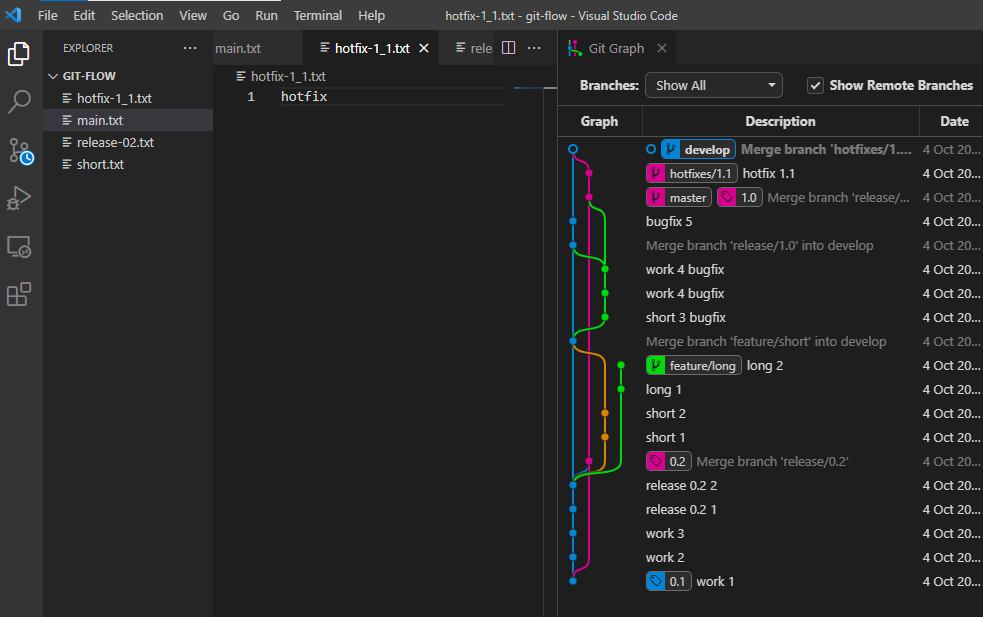 File Edit Selection View Go Run Terminal Help hotfix-1_1.txt - git-flow - Visual Studio Code
EXPLORER ··· main.txt hotfix-1_1.txt rele ··· Git Graph
GIT-FLOW
hotfix-1_1.txt
main.txt
release-02.txt
short.txt
hotfix-1_1.txt
1 hotfix
Branches: Show All Show Remote Branches
Graph Description Date
develop Merge branch 'hotfixes/1.... 4 Oct 20...
hotfixes/1.1 hotfix 1.1 4 Oct 20...
master 1.0 Merge branch 'release/... 4 Oct 20...
bugfix 5 4 Oct 20...
Merge branch 'release/1.0' into develop 4 Oct 20...
work 4 bugfix 4 Oct 20...
work 4 bugfix 4 Oct 20...
short 3 bugfix 4 Oct 20...
Merge branch 'feature/short' into develop 4 Oct 20...
feature/long long 2 4 Oct 20...
long 1 4 Oct 20...
short 2 4 Oct 20...
short 1 4 Oct 20...
0.2 Merge branch 'release/0.2' 4 Oct 20...
release 0.2 2 4 Oct 20...
release 0.2 1 4 Oct 20...
work 3 4 Oct 20...
work 2 4 Oct 20...
0.1 work 1 4 Oct 20...